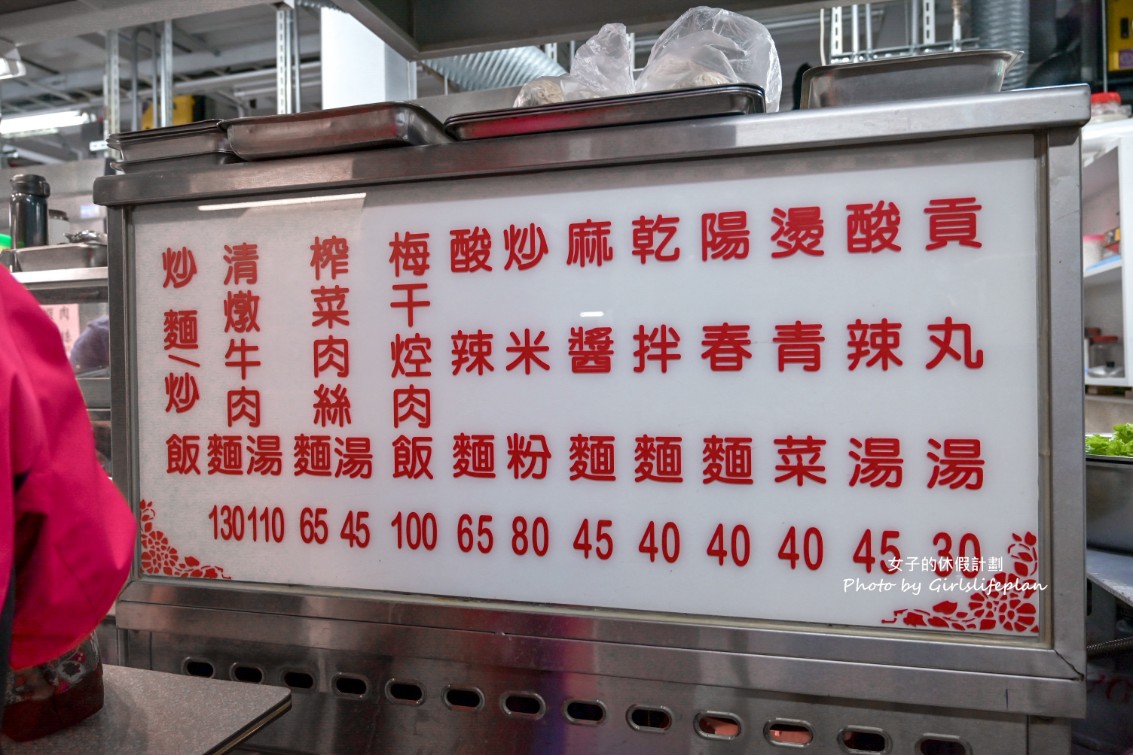 貢丸湯 30
酸辣湯 45
燙青菜 40
陽春麵 40
乾拌麵 40
麻醬麵 45
炒米粉 80
酸辣麵 65
梅干焢肉飯 100
榨菜肉絲
湯 45
麵 65
清燉牛肉
湯 110
麵 130
炒麵/炒飯
女子的休假計劃
Photo by Girlslifeplan